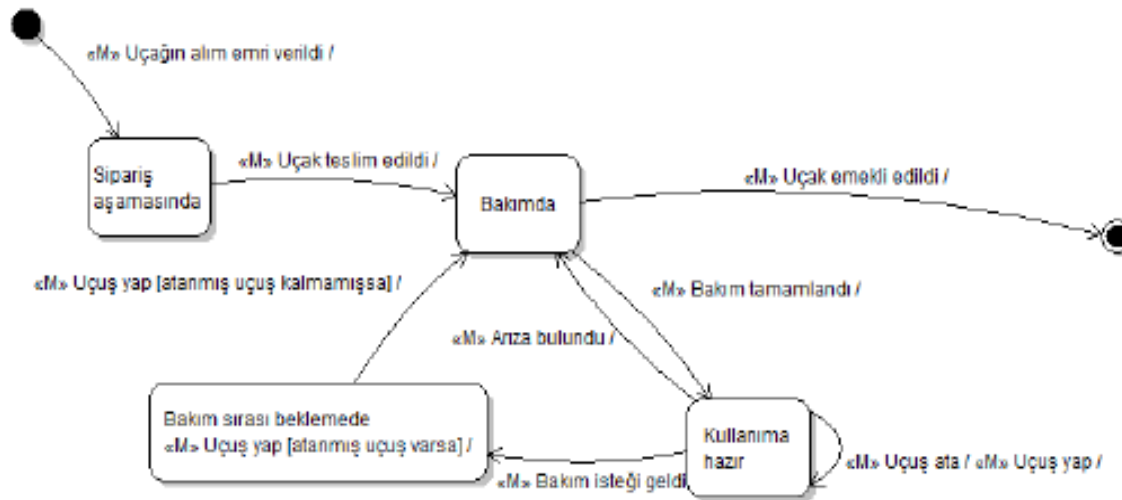 «M» Uçağın alım emri verildi /
Sipariş
aşamasında
«M» Uçak teslim edildi /
Bakımda
«M» Uçak emekli edildi /
«M» Uçuş yap [atanmış uçuş kalmamışsa] /
«M» Bakım tamamlandı /
«M» Arıza bulundu /
Bakım sırası beklemede
«M» Uçuş yap [atanmış uçuş varsa] /
Kullanıma
hazır
«M» Uçuş ata / «M» Uçuş yap /
«M» Bakım isteği geldi